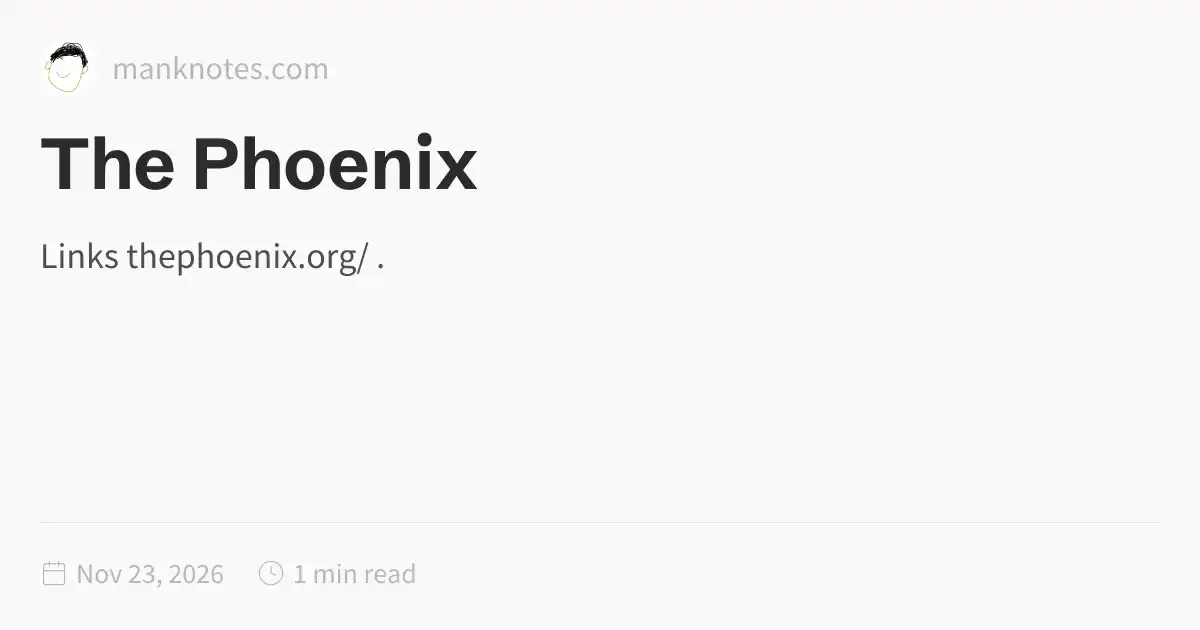 manknotes.com
The Phoenix
Links thephoenix.org/ .
Nov 23, 2026 1 min read